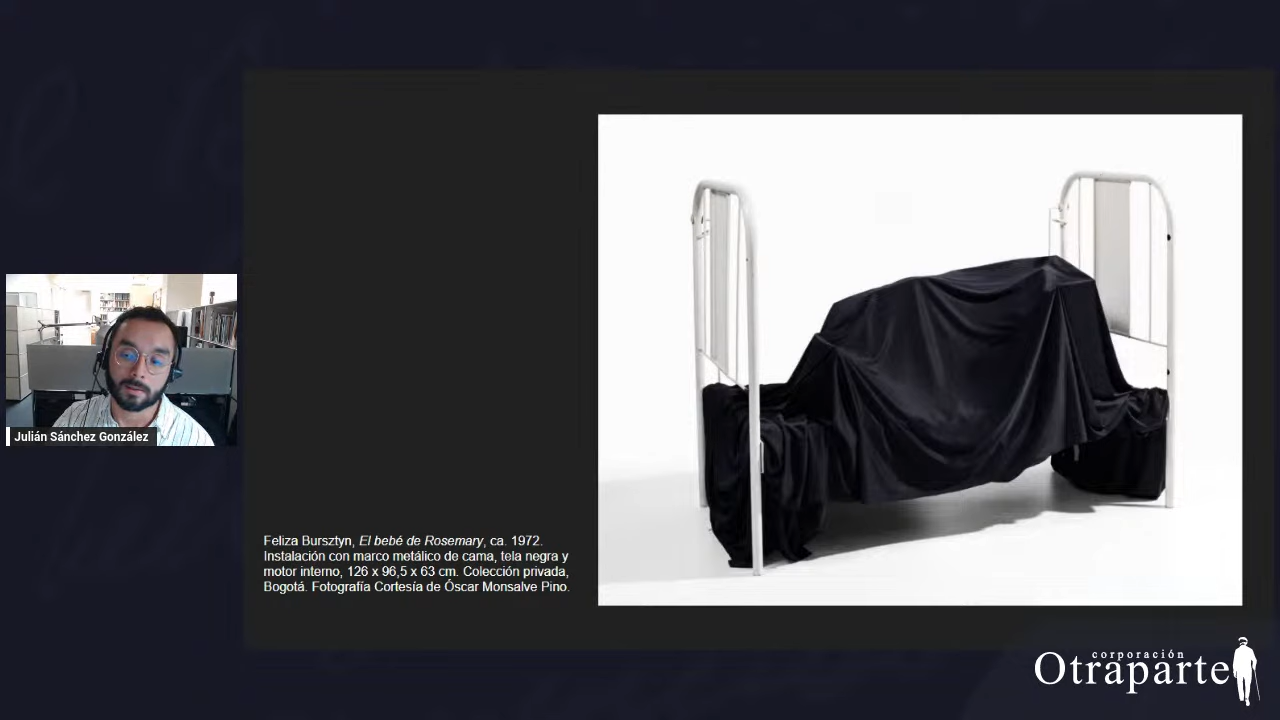 Julián Sánchez González
Feliza Bursztyn, El bebé de Rosemary, ca. 1972.
Instalación con marco metálico de cama, tela negra y
motor interno, 126 x 96,5 x 63 cm. Colección privada,
Bogotá. Fotografía Cortesía de Óscar Monsalve Pino.
corporación
Otraparte